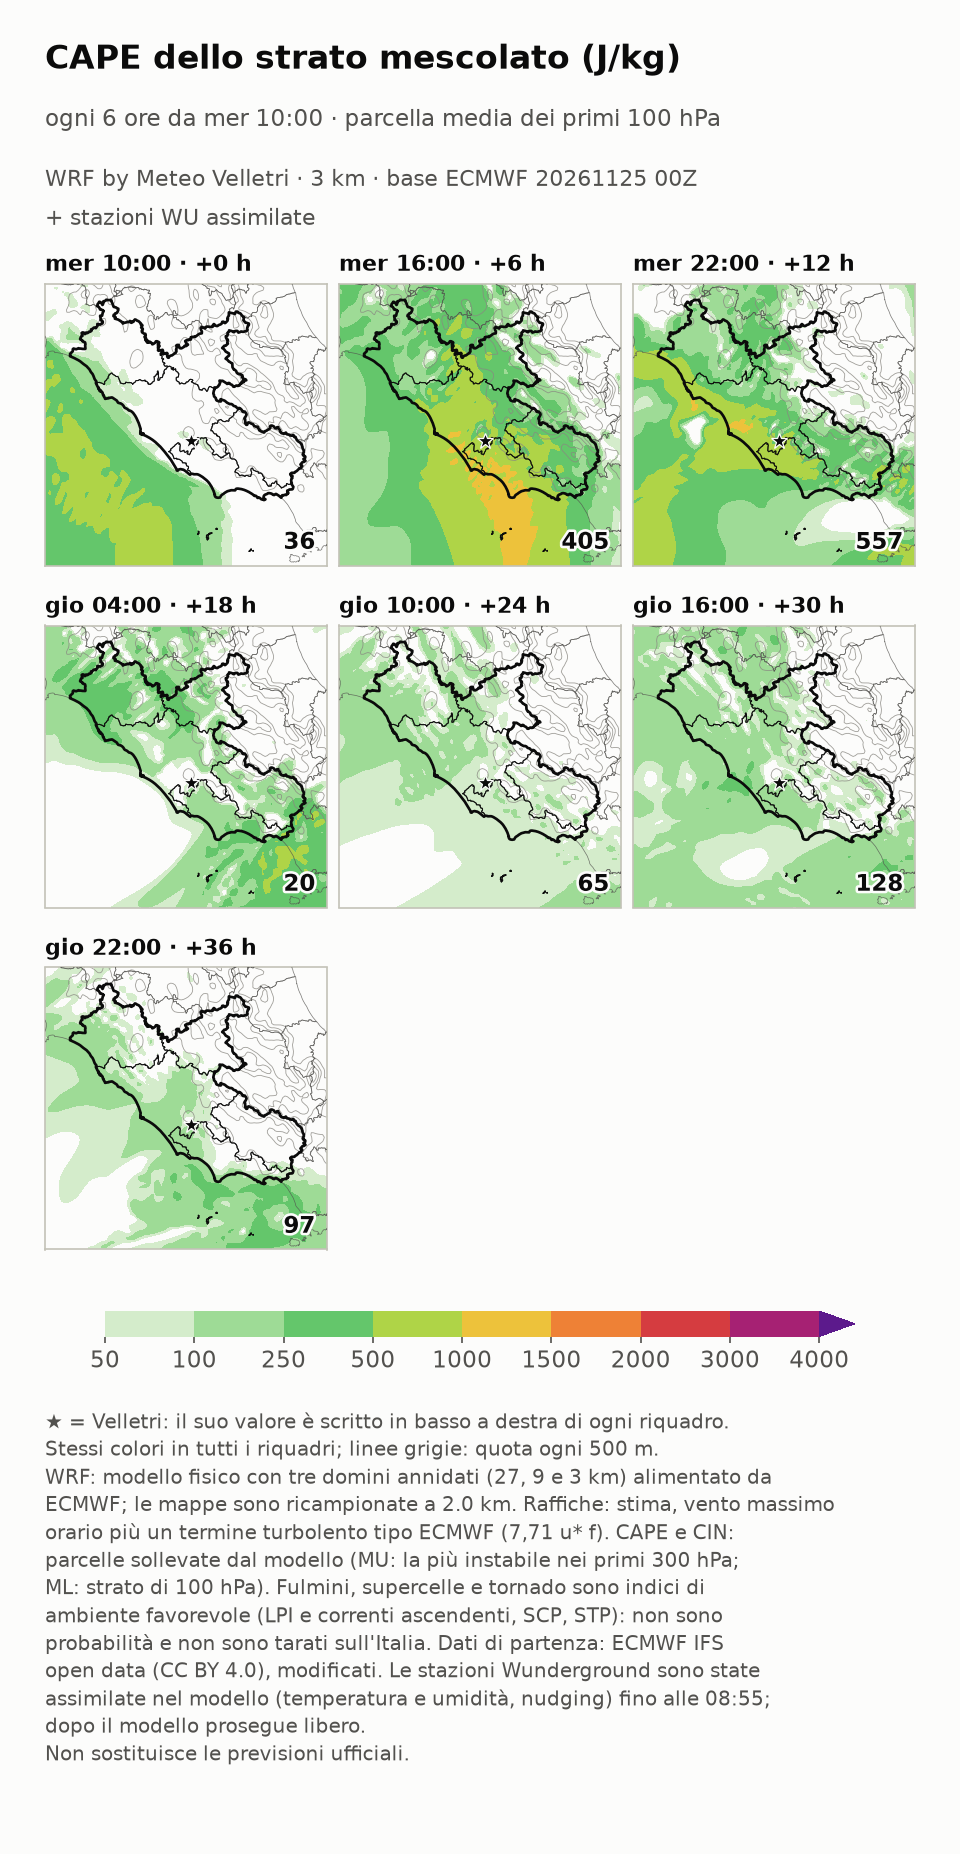 CAPE dello strato mescolato (J/kg)
ogni 6 ore da mer 10:00 · parcella media dei primi 100 hPa
WRF by Meteo Velletri · 3 km · base ECMWF 20261125 00Z
+ stazioni WU assimilate
mer 10:00 · +0 h
mer 16:00 · +6 h
mer 22:00 · +12 h
36
405
557
gio 04:00 · +18 h
gio 10:00 · +24 h
gio 16:00 · +30 h
20
65
128
gio 22:00 · +36 h
97
50 100 250 500 1000 1500 2000 3000 4000
★ = Velletri: il suo valore è scritto in basso a destra di ogni riquadro.
Stessi colori in tutti i riquadri; linee grigie: quota ogni 500 m.
WRF: modello fisico con tre domini annidati (27, 9 e 3 km) alimentato da
ECMWF; le mappe sono ricampionate a 2.0 km. Raffiche: stima, vento massimo
orario più un termine turbolento tipo ECMWF (7,71 u* f). CAPE e CIN:
parcelle sollevate dal modello (MU: la più instabile nei primi 300 hPa;
ML: strato di 100 hPa). Fulmini, supercelle e tornado sono indici di
ambiente favorevole (LPI e correnti ascendenti, SCP, STP): non sono
probabilità e non sono tarati sull'Italia. Dati di partenza: ECMWF IFS
open data (CC BY 4.0), modificati. Le stazioni Wunderground sono state
assimilate nel modello (temperatura e umidità, nudging) fino alle 08:55;
dopo il modello prosegue libero.
Non sostituisce le previsioni ufficiali.